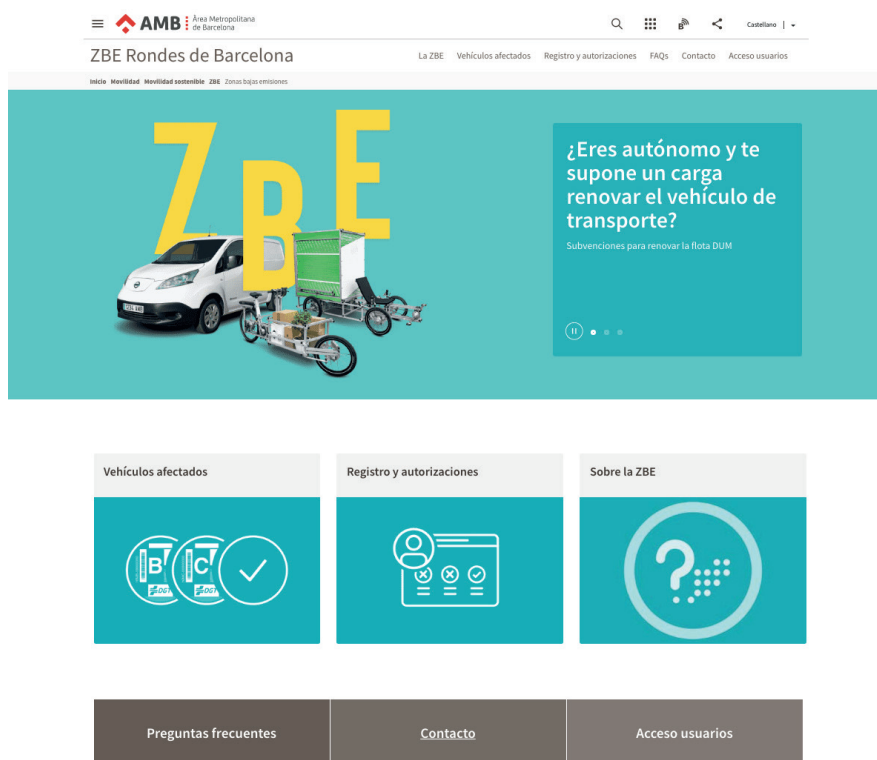 AMB Área Metropolitana
de Barcelona
Castellano |
ZBE Rondes de Barcelona
La ZBE Vehículos afectados Registro y autorizaciones FAQs Contacto Acceso usuarios
Inicio Movilidad Movilidad sostenible ZBE Zonas bajas emisiones
ZBE
¿Eres autónomo y te
supone un carga
renovar el vehículo de
transporte?
Subvenciones para renovar la flota DUM
Vehículos afectados
Registro y autorizaciones
Sobre la ZBE
B C
DGT DGT
?
Preguntas frecuentes
Contacto
Acceso usuarios